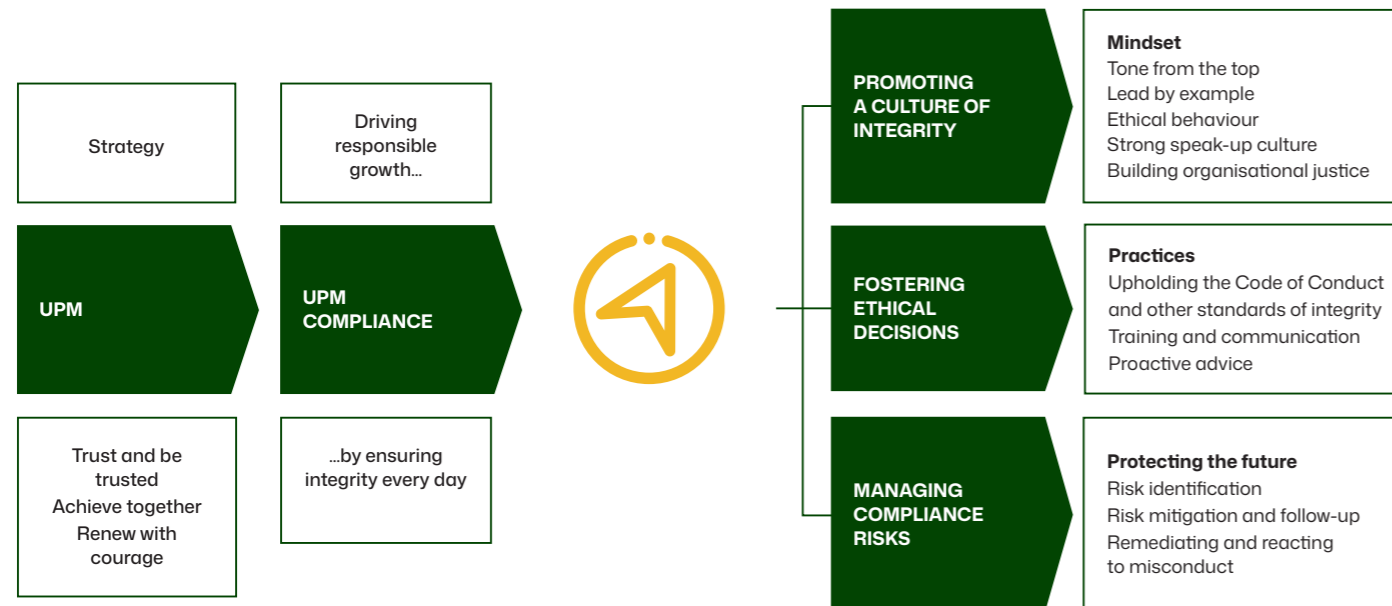 Strategy
UPM
Trust and be
trusted
Achieve together
Renew with
courage
Driving
responsible
growth...
UPM
COMPLIANCE
...by ensuring
integrity every day
PROMOTING
A CULTURE OF
INTEGRITY
Mindset
Tone from the top
Lead by example
Ethical behaviour
Strong speak-up culture
Building organisational justice
FOSTERING
ETHICAL
DECISIONS
Practices
Upholding the Code of Conduct
and other standards of integrity
Training and communication
Proactive advice
MANAGING
COMPLIANCE
RISKS
Protecting the future
Risk identification
Risk mitigation and follow-up
Remediating and reacting
to misconduct